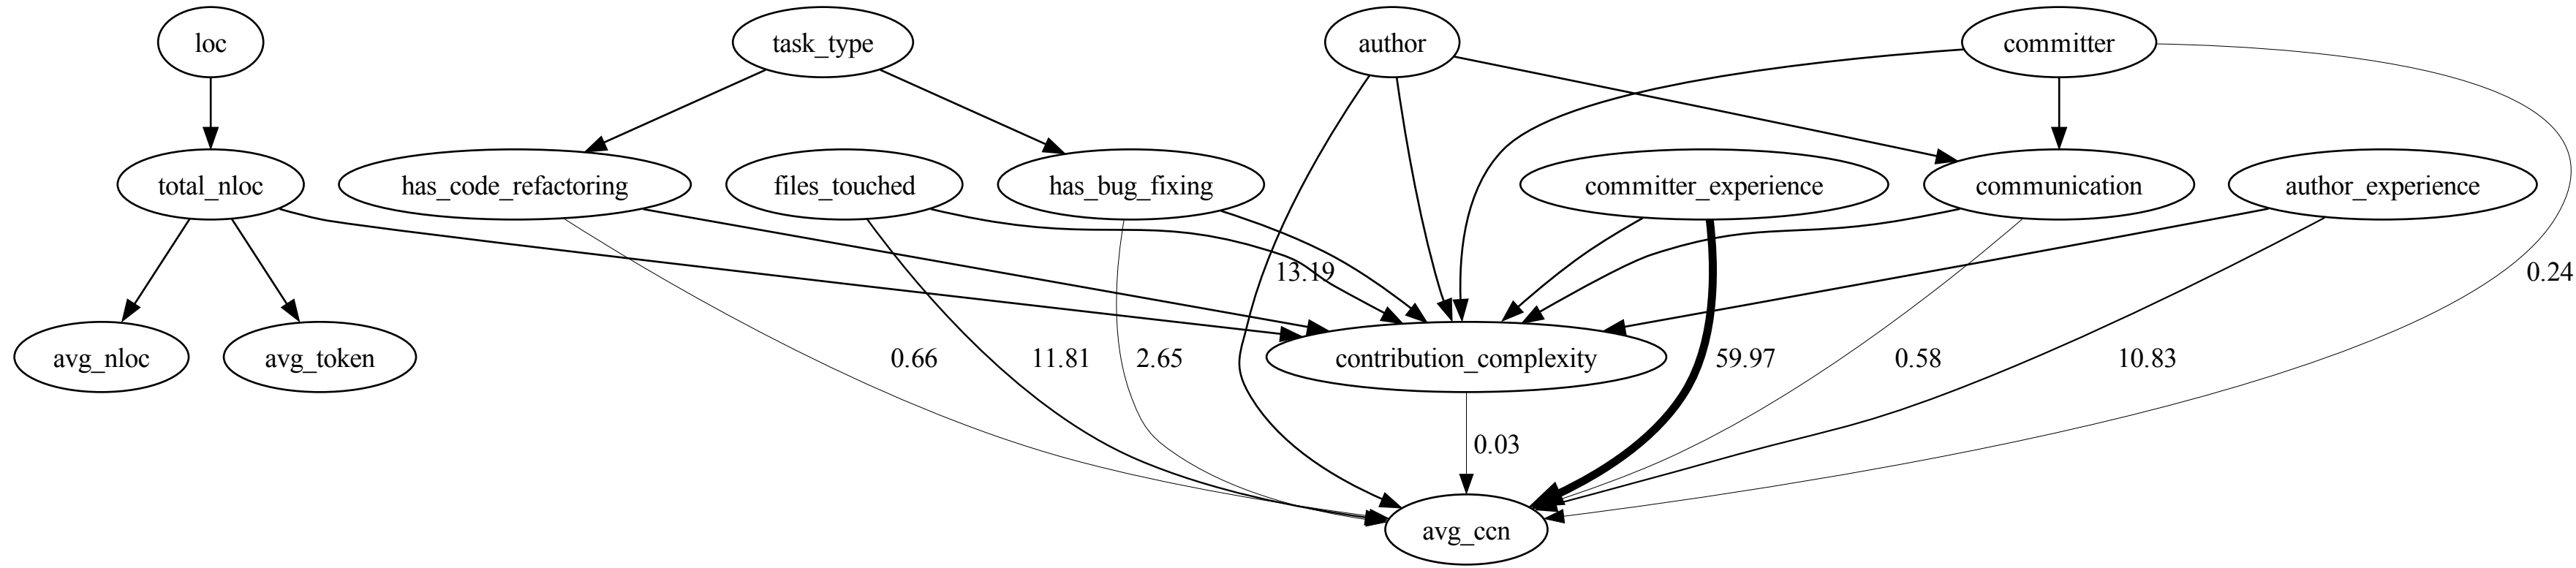 loc
task_type
author
committer
total_nloc
has_code_refactoring
files_touched
has_bug_fixing
committer_experience
communication
author_experience
13.19
0.24
avg_nloc
avg_token
0.66
11.81
2.65
contribution_complexity
59.97
0.58
10.83
0.03
avg_ccn